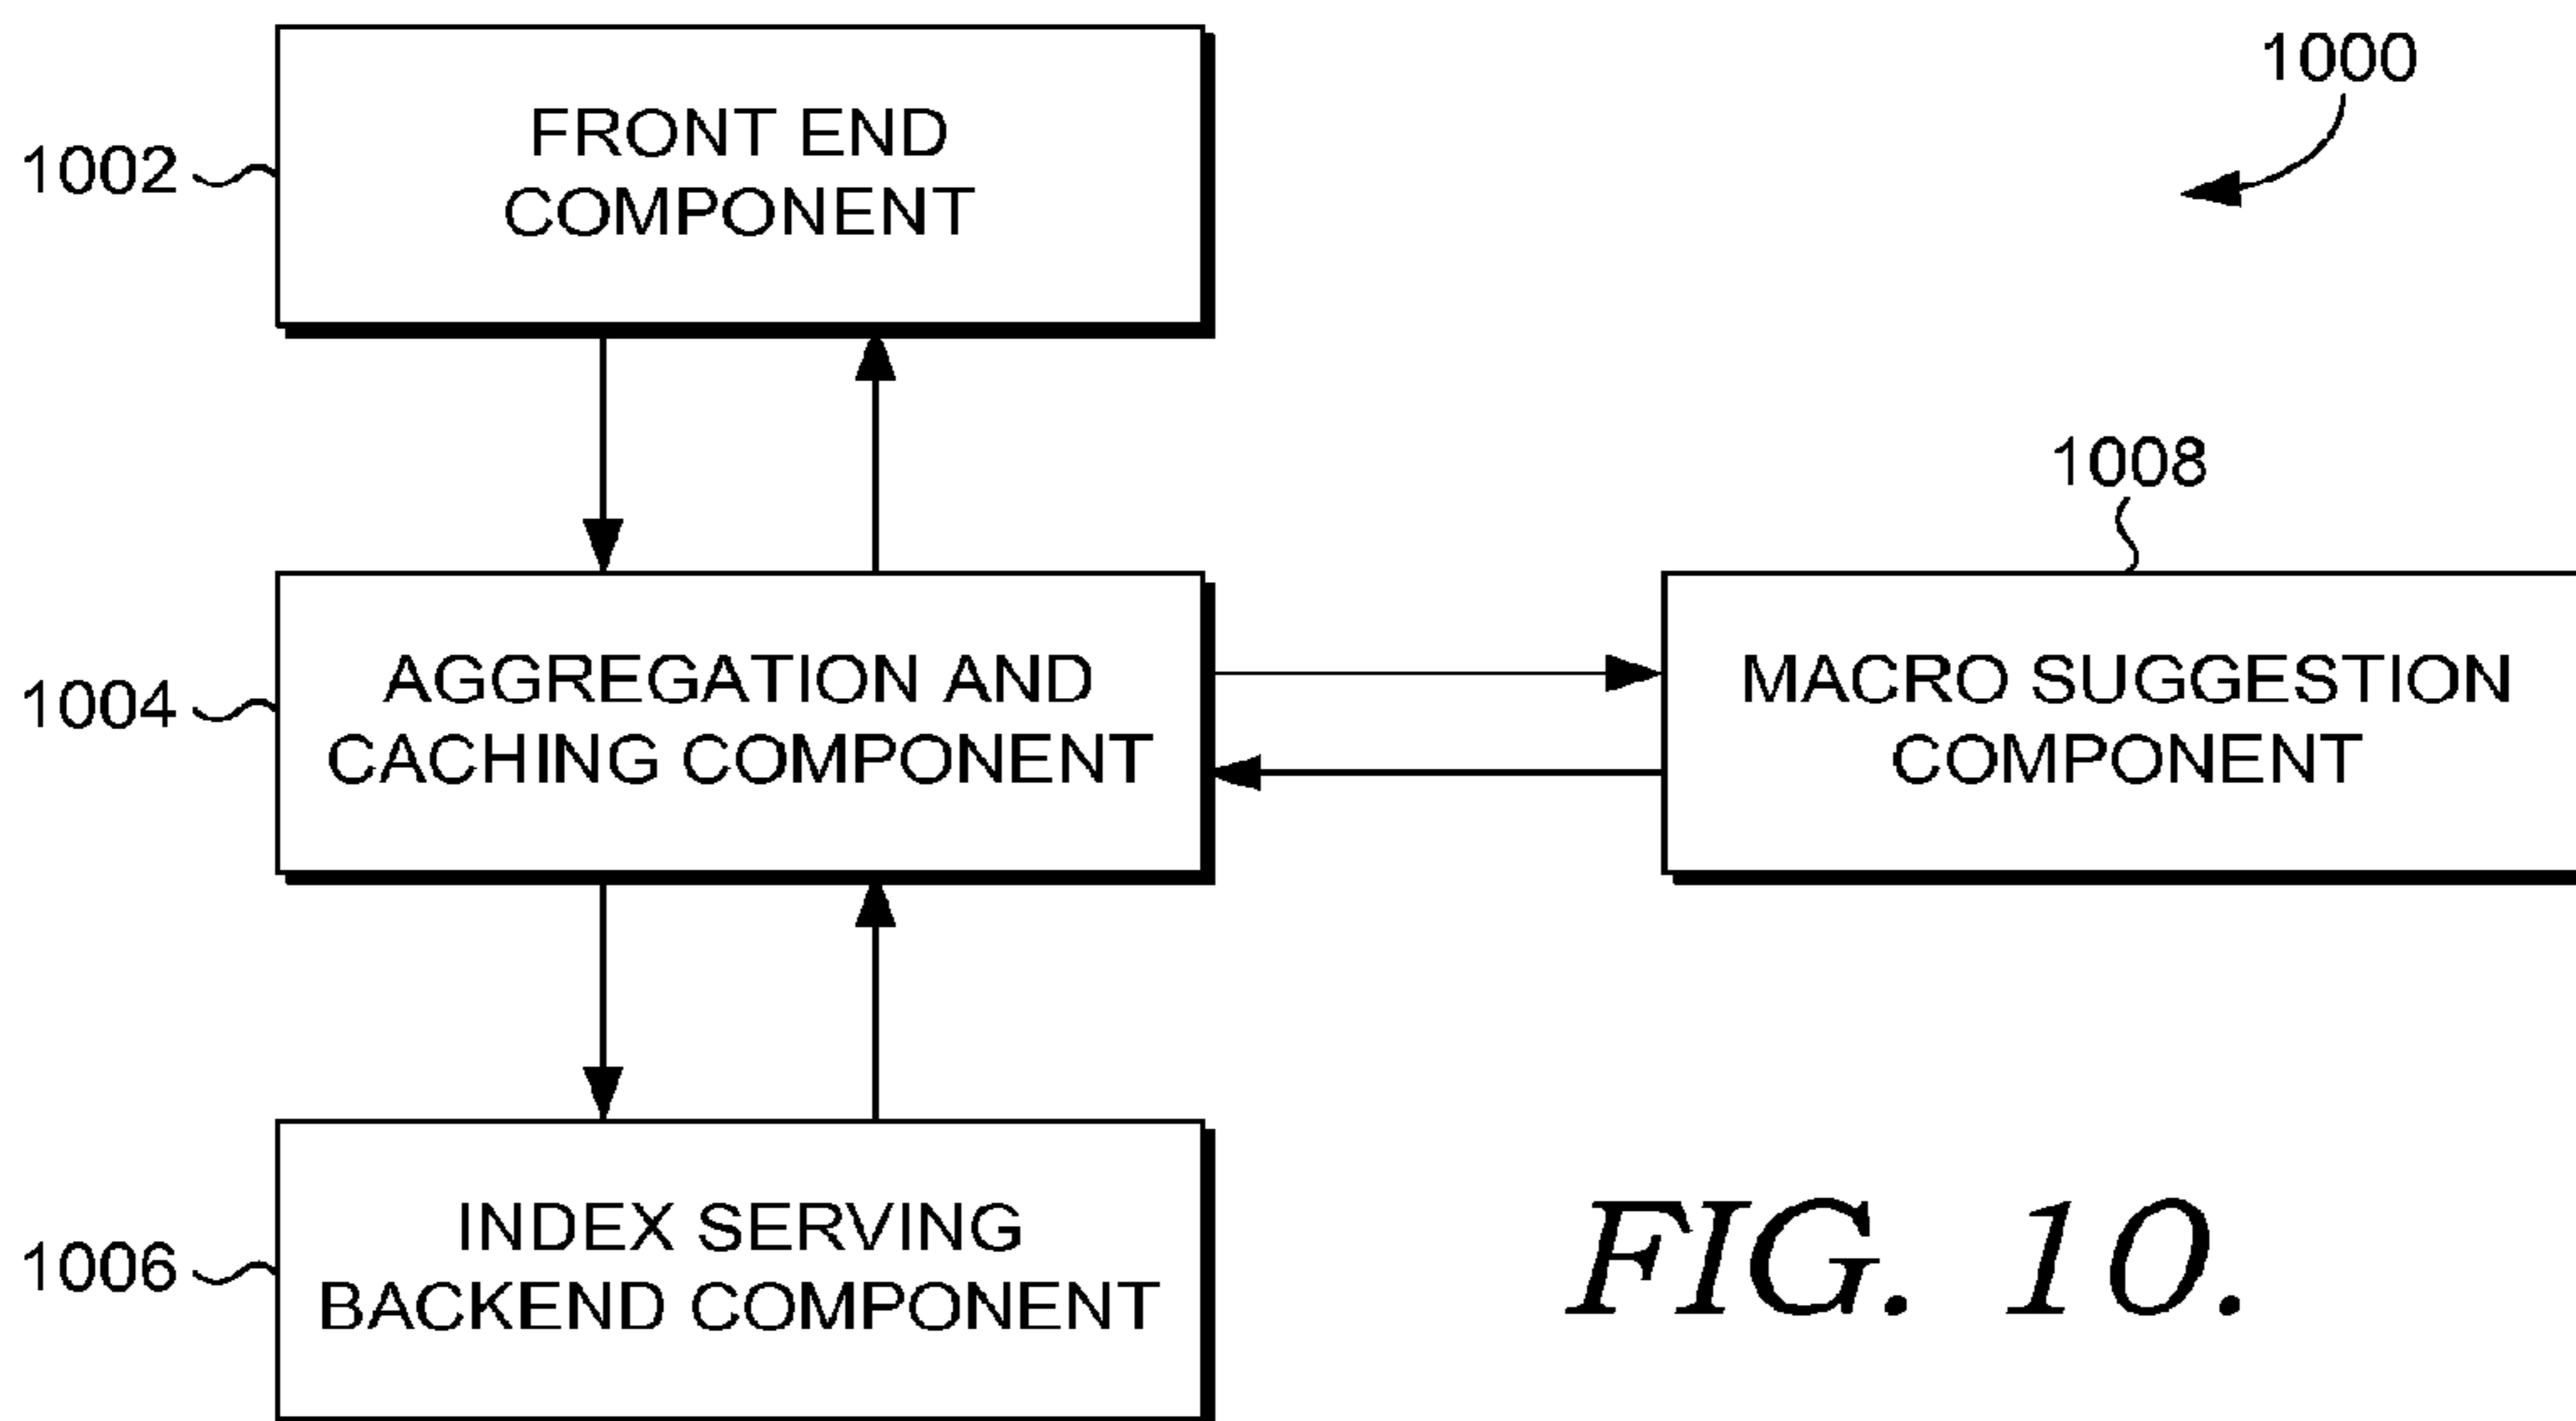 1000
1002
FRONT END
COMPONENT
1008
1004
AGGREGATION AND
CACHING COMPONENT
MACRO SUGGESTION
COMPONENT
1006
INDEX SERVING
BACKEND COMPONENT
FIG. 10.